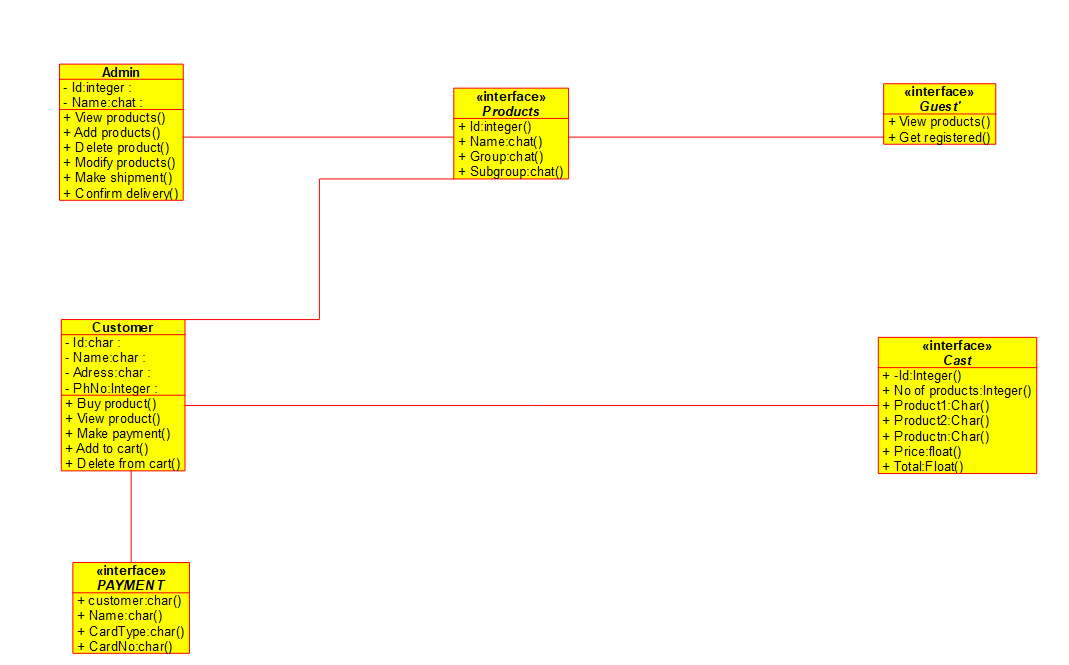 Admin
- Id:integer :
- Name:chat :
+ View products()
+ Add products()
+ Delete product()
+ Modify products()
+ Make shipment()
+ Confirm delivery()
«interface»
Products
+ Id:integer()
+ Name:chat()
+ Group:chat()
+ Subgroup:chat()
«interface»
Guest'
+ View products()
+ Get registered()
Customer
- Id:char :
- Name:char :
- Adress:char :
- PhNo:Integer :
+ Buy product()
+ View product()
+ Make payment()
+ Add to cart()
+ Delete from cart()
«interface»
Cast
+ -Id:Integer()
+ No of products:Integer()
+ Product1:Char()
+ Product2:Char()
+ Productn:Char()
+ Price:float()
+ Total:Float()
«interface»
PAYMENT
+ customer:char()
+ Name:char()
+ CardType:char()
+ CardNo:char()